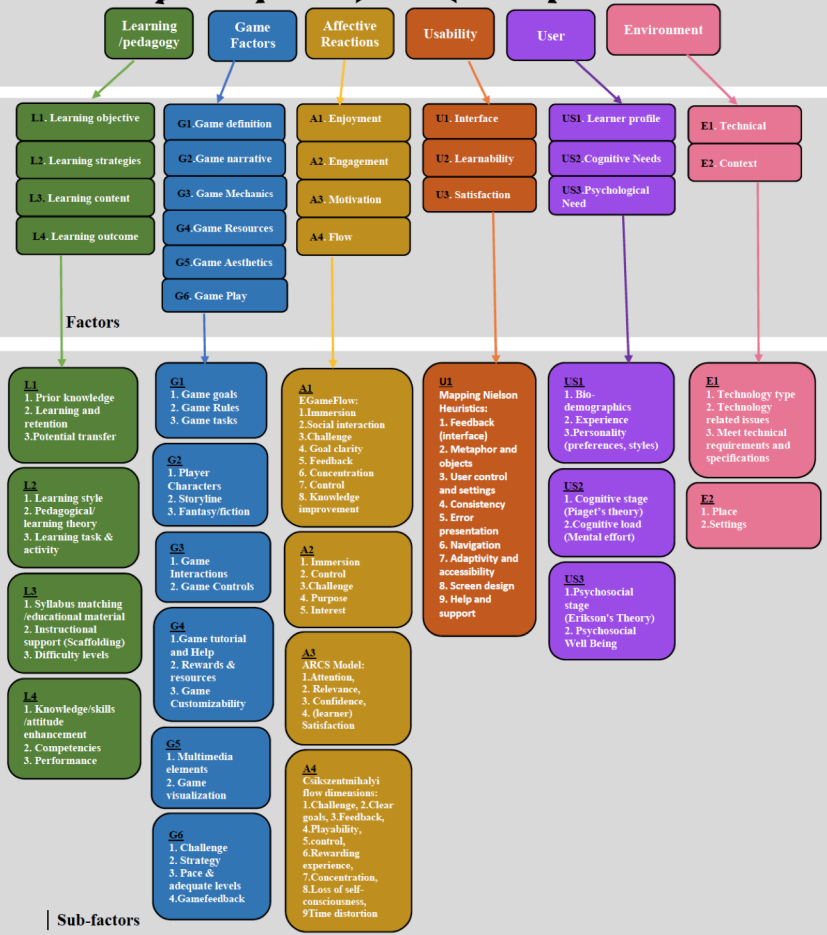 Learning
/pedagogy
Game
Factors
Affective
Reactions
Usability
User
Environment
L1. Learning objective
L2. Learning strategies
L3. Learning content
L4. Learning outcome
G1.Game definition
G2.Game narrative
G3.Game Mechanics
G4.Game Resources
G5.Game Aesthetics
G6. Game Play
A1. Enjoyment
A2. Engagement
A3. Motivation
A4. Flow
U1. Interface
U2. Learnability
U3. Satisfaction
US1. Learner profile
US2.Cognitive Needs
US3.Psychological
Need
E1. Technical
E2. Context
Factors
L1
1. Prior knowledge
2. Learning and
retention
3.Potential transfer
L2
1. Learning style
2. Pedagogical/
learning theory
3. Learning task &
activity
L3
1. Syllabus matching
/educational material
2. Instructional
support (Scaffolding)
3. Difficulty levels
L4
1. Knowledge/skills
/attitude
enhancement
2. Competencies
3. Performance
G1
1. Game goals
2. Game Rules
3. Game tasks
G2
1. Player
Characters
2. Storyline
3. Fantasy/fiction
G3
1. Game
Interactions
2. Game Controls
G4
1.Game tutorial
and Help
2. Rewards &
resources
3. Game
Customizability
G5
1. Multimedia
elements
2. Game
visualization
G6
1. Challenge
2. Strategy
3. Pace &
adequate levels
4.Gamefeedback
A1
EGameFlow:
1.Immersion
2.Social interaction
3.Challenge
4. Goal clarity
5. Feedback
6. Concentration
7. Control
8. Knowledge
improvement
A2
1. Immersion
2. Control
3.Challenge
4. Purpose
5. Interest
A3
ARCS Model:
1.Attention,
2. Relevance,
3. Confidence,
4. (learner)
Satisfaction
A4
Csikszentmihalyi
flow dimensions:
1.Challenge, 2.Clear
goals, 3.Feedback,
4.Playability,
5.control,
6.Rewarding
experience,
7.Concentration,
8.Loss of self-
consciousness,
9Time distortion
U1
Mapping Nielson
Heuristics:
1. Feedback
(interface)
2. Metaphor and
objects
3. User control
and settings
4. Consistency
5. Error
presentation
6. Navigation
7. Adaptivity and
accessibility
8. Screen design
9. Help and
support
US1
1. Bio-
demographics
2. Experience
3.Personality
(preferences, styles)
US2
1. Cognitive stage
(Piaget's theory)
2.Cognitive load
(Mental effort)
US3
1.Psychosocial
stage
(Erikson's Theory)
2. Psychosocial
Well Being
E1
1. Technology type
2. Technology
related issues
3. Meet technical
requirements and
specifications
E2
1. Place
2.Settings
Sub-factors